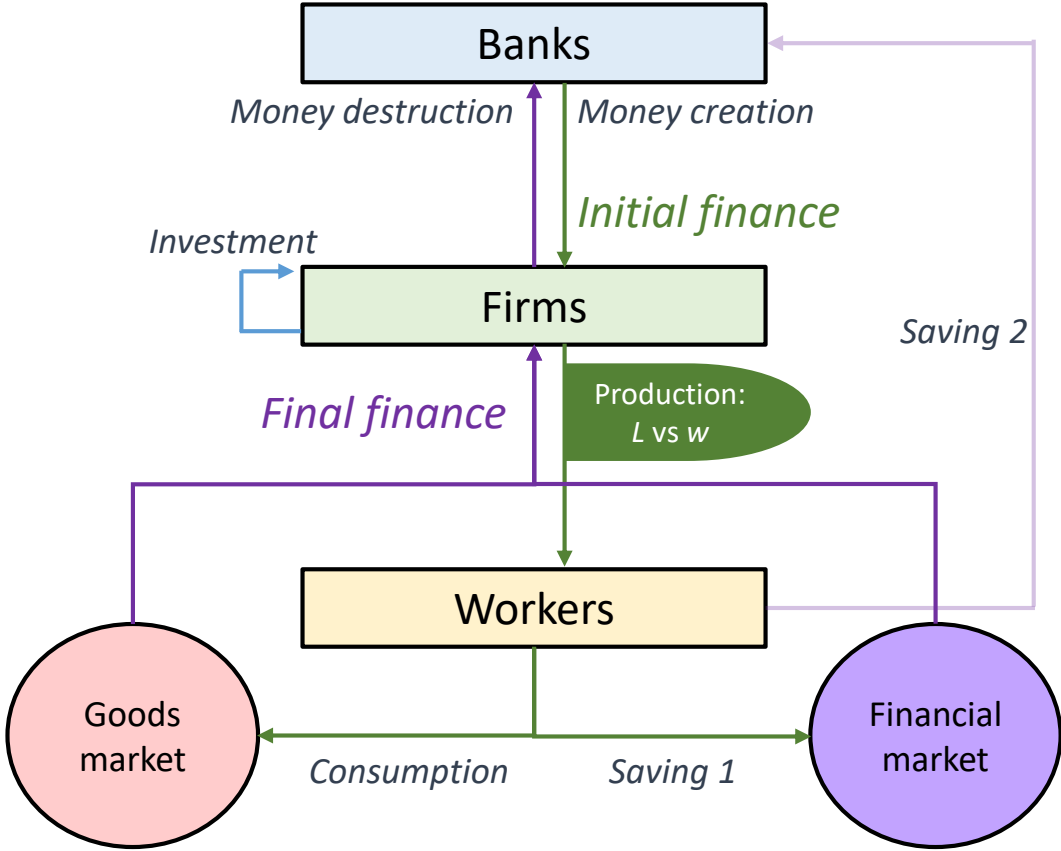 Banks
Money destruction
Money creation
Initial finance
Investment
Firms
Saving 2
Production:
L vs w
Final finance
Workers
Goods
market
Financial
market
Consumption
Saving 1